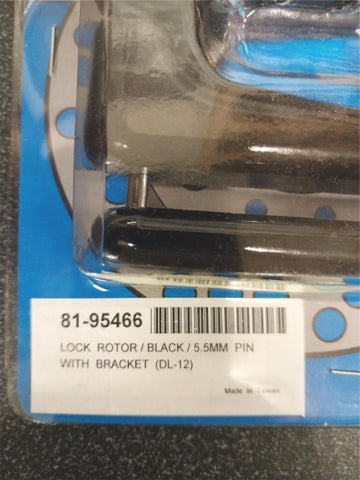 81-95466
LOCK ROTOR / BLACK / 5.5MM PIN
WITH BRACKET (DL-12)
Made in Taiwan